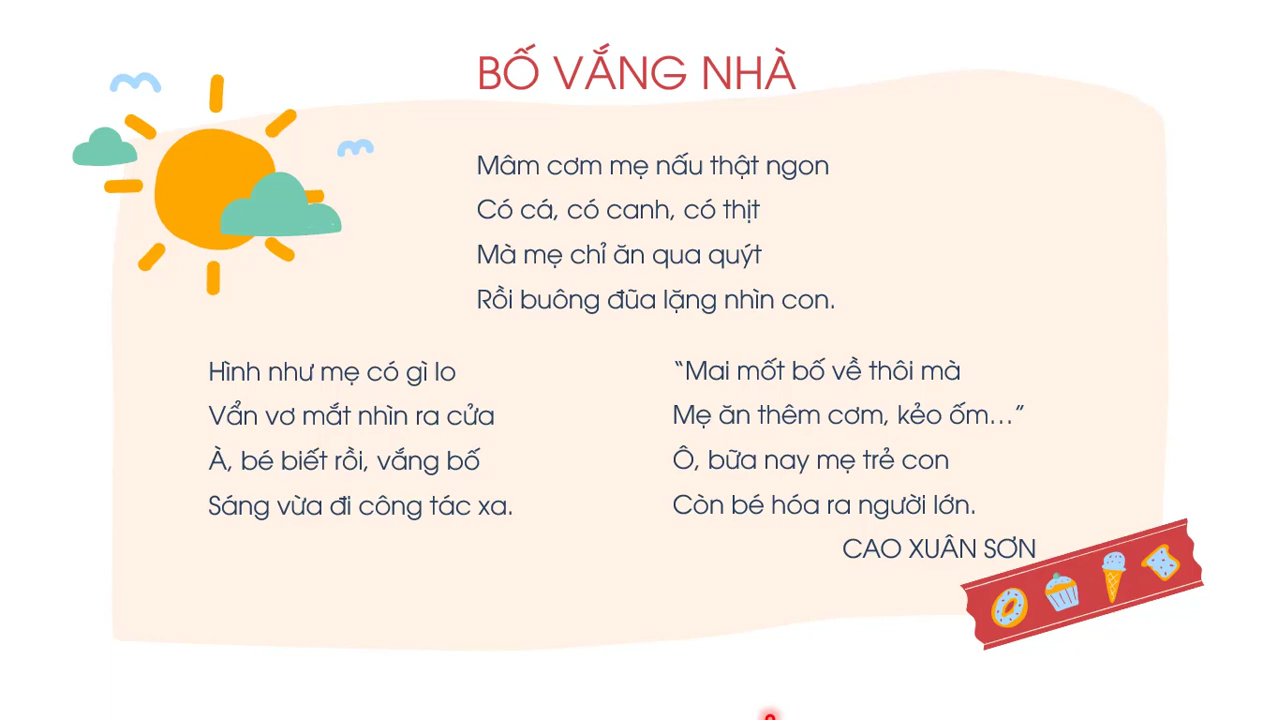 BỐ VẮNG NHÀ
Mâm cơm mẹ nấu thật ngon
Có cá, có canh, có thịt
Mà mẹ chỉ ăn qua quýt
Rồi buông đũa lặng nhìn con.
Hình như mẹ có gì lo
Vẩn vơ mắt nhìn ra cửa
À, bé biết rồi, vắng bố
Sáng vừa đi công tác xa.
“Mai mốt bố về thôi mà
Mẹ ăn thêm cơm, kẻo ốm...”
Ô, bữa nay mẹ trẻ con
Còn bé hóa ra người lớn.
CAO XUÂN SƠN